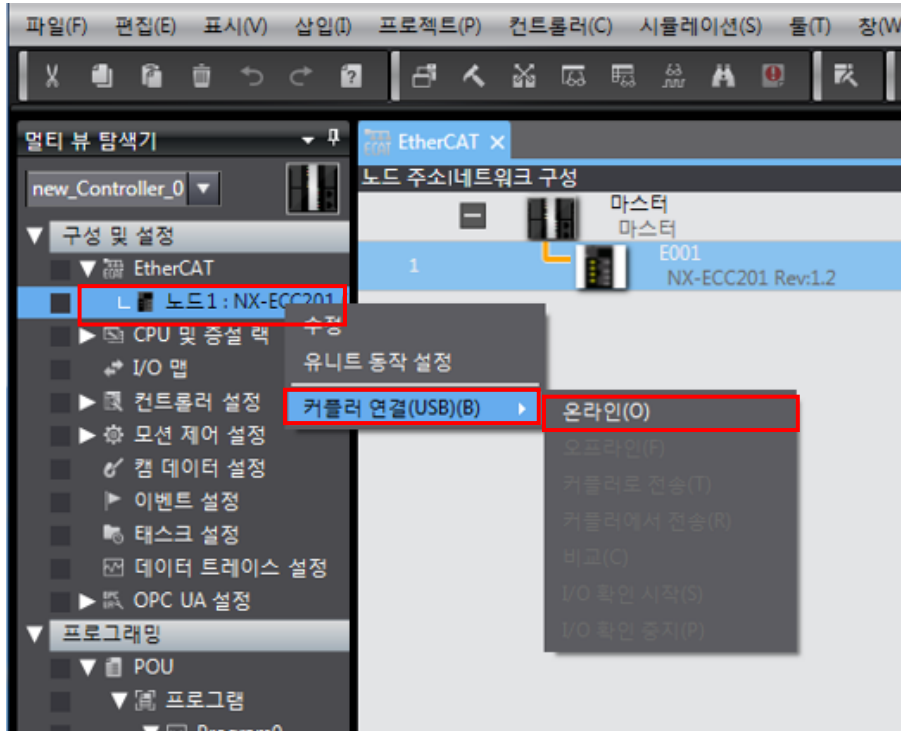 파일(F) 편집(E) 표시(V) 삽입(I) 프로젝트(P) 컨트롤러(C) 시뮬레이션(S) 툴(T) 창(W
멀티 뷰 탐색기
new_Controller_0
구성 및 설정
EtherCAT
노드1 : NX-ECC201
CPU 및 증설 랙
I/O 맵
컨트롤러 설정
모션 제어 설정
캠 데이터 설정
이벤트 설정
태스크 설정
데이터 트레이스 설정
OPC UA 설정
프로그래밍
POU
프로그램
Program0
EtherCAT
노드 주소|네트워크 구성
마스터
마스터
1
E001
NX-ECC201 Rev:1.2
수정
유니트 동작 설정
커플러 연결(USB)(B)
온라인(O)
오프라인(F)
커플러로 전송(T)
커플러에서 전송(R)
비교(C)
I/O 확인 시작(S)
I/O 확인 중지(P)